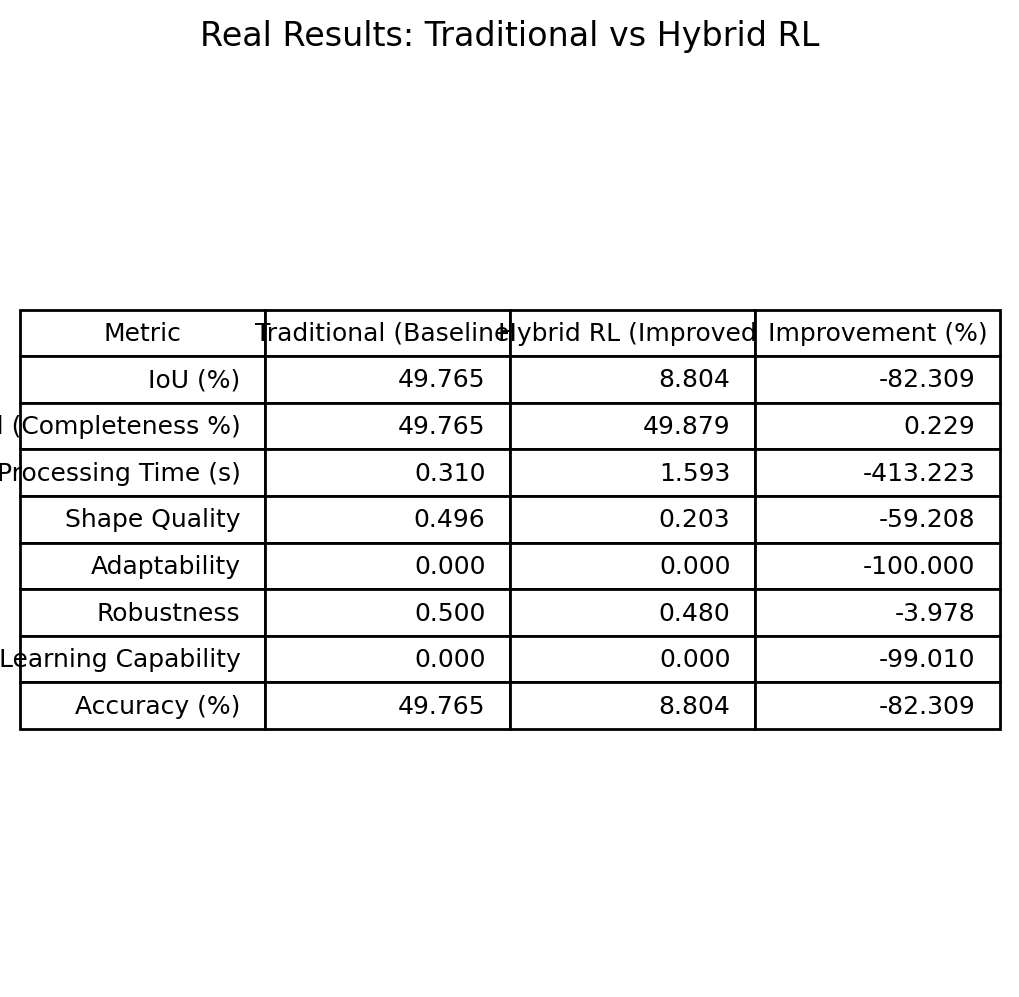 Real Results: Traditional vs Hybrid RL
Metric Traditional (Baseline Hybrid RL (Improved Improvement (%)
IoU (%) 49.765 8.804 -82.309
(Completeness %) 49.765 49.879 0.229
Processing Time (s) 0.310 1.593 -413.223
Shape Quality 0.496 0.203 -59.208
Adaptability 0.000 0.000 -100.000
Robustness 0.500 0.480 -3.978
Learning Capability 0.000 0.000 -99.010
Accuracy (%) 49.765 8.804 -82.309